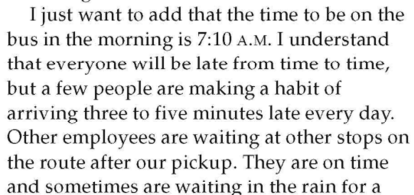 I just want to add that the time to be on the
bus in the morning is 7:10 A.M. I understand
that everyone will be late from time to time,
but a few people are making a habit of
arriving three to five minutes late every day.
Other employees are waiting at other stops on
the route after our pickup. They are on time
and sometimes are waiting in the rain for a